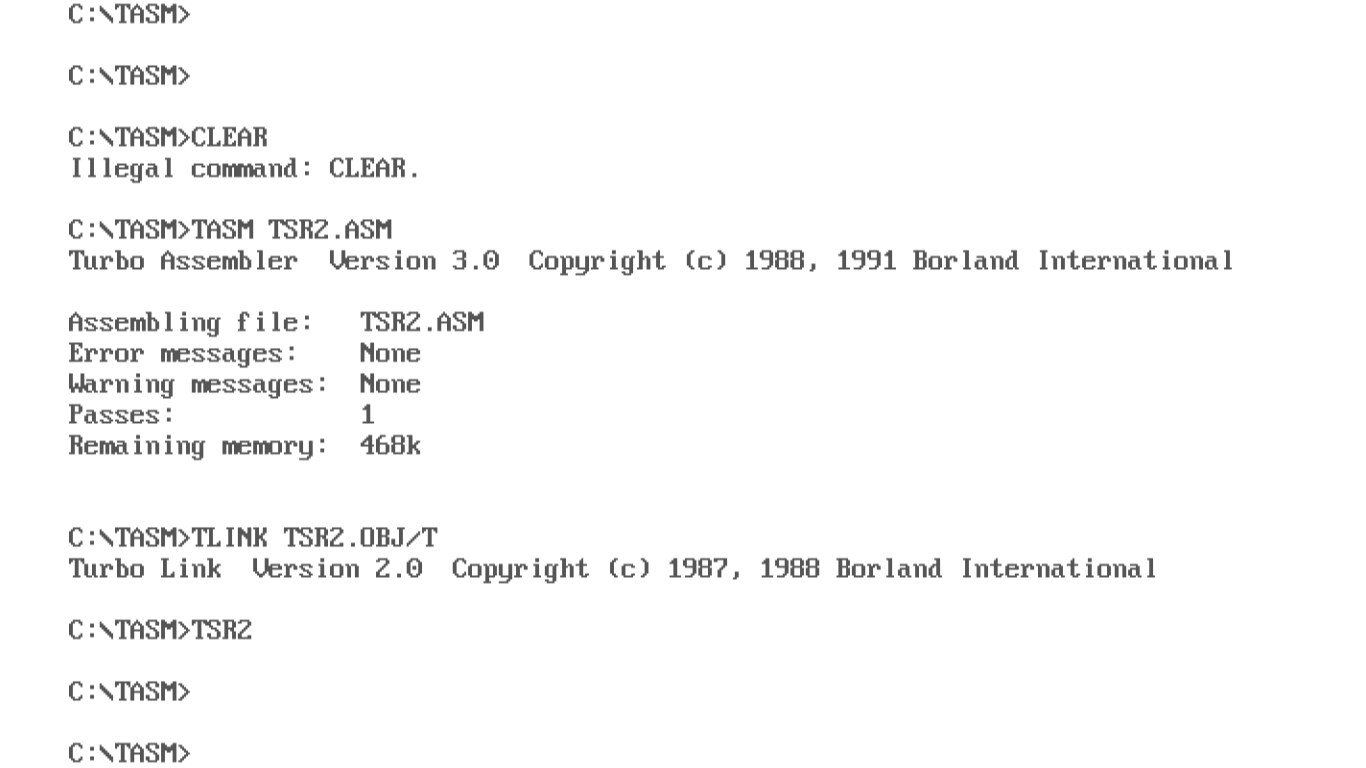 C:\TASM>
C:\TASM>
C:\TASM>CLEAR
Illegal command: CLEAR.
C:\TASM>TASM TSR2.ASM
Turbo Assembler  Version 3.0  Copyright (c) 1988, 1991 Borland International
Assembling file:   TSR2.ASM
Error messages:    None
Warning messages:  None
Passes:            1
Remaining memory:  468k
C:\TASM>TLINK TSR2.OBJ/T
Turbo Link  Version 2.0  Copyright (c) 1987, 1988 Borland International
C:\TASM>TSR2
C:\TASM>
C:\TASM>